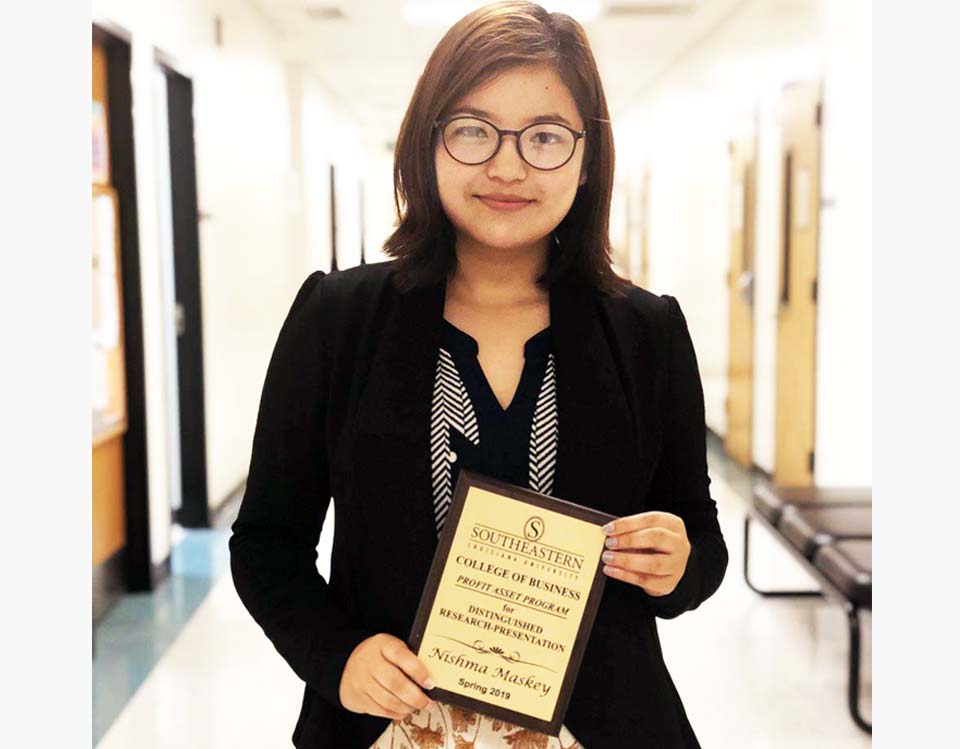 S
SOUTHEASTERN
LOUISIANA UNIVERSITY
COLLEGE OF BUSINESS
PROFIT ASSET PROGRAM
for
DISTINGUISHED
RESEARCH-PRESENTATION
Nishma Maskey
Spring 2019